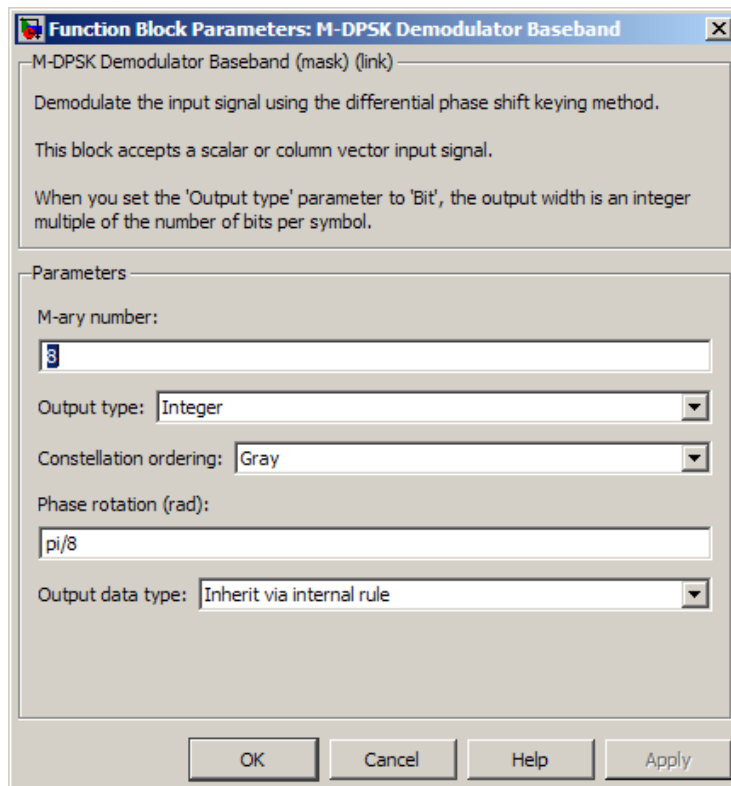 Function Block Parameters: M-DPSK Demodulator Baseband
M-DPSK Demodulator Baseband (mask) (link)
Demodulate the input signal using the differential phase shift keying method.
This block accepts a scalar or column vector input signal.
When you set the 'Output type' parameter to 'Bit', the output width is an integer
multiple of the number of bits per symbol.
Parameters
M-ary number:
8
Output type: Integer
Constellation ordering: Gray
Phase rotation (rad):
pi/8
Output data type: Inherit via internal rule
OK Cancel Help Apply